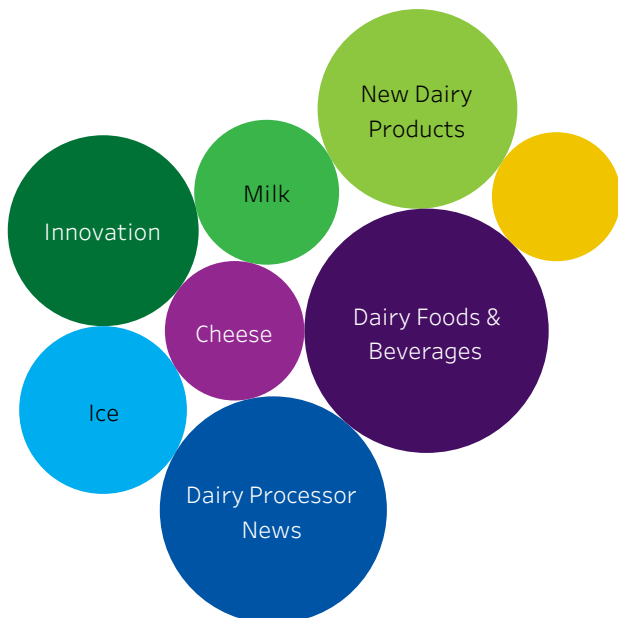 New Dairy
Products
Milk
Innovation
Dairy Foods &
Beverages
Cheese
Ice
Dairy Processor
News